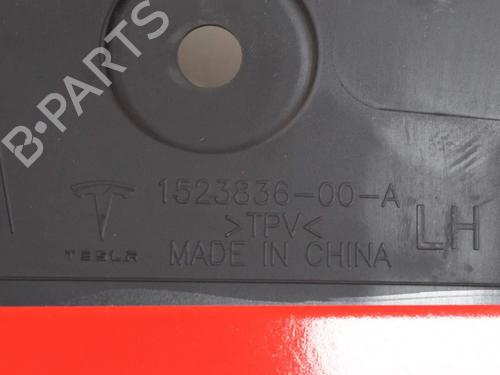 B-PARTS
1523836-00-A
>TPV<
TESLA MADE IN CHINA LH